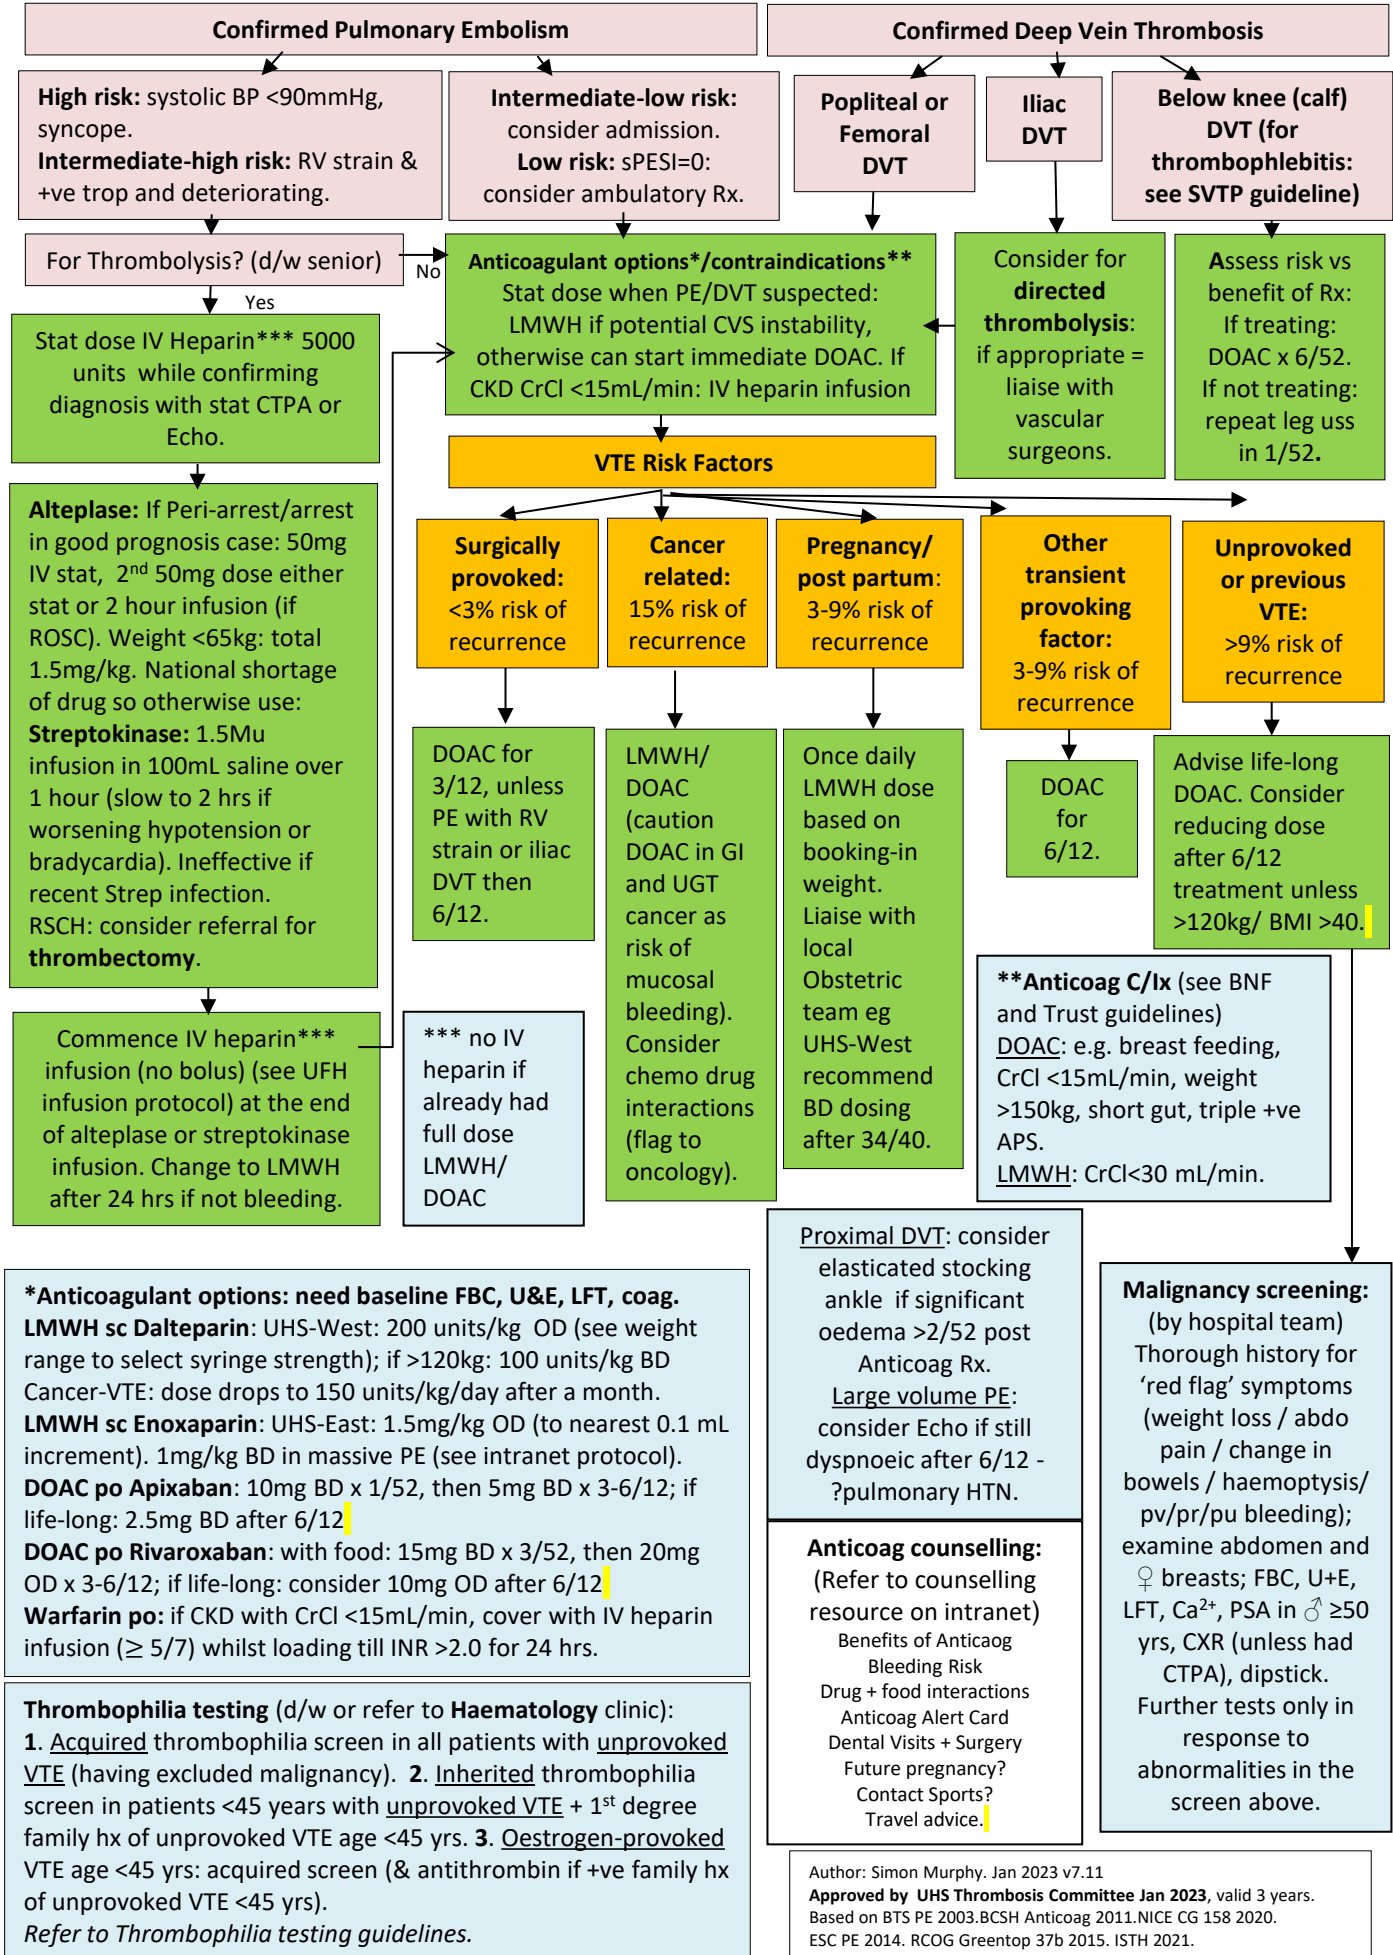 Confirmed Pulmonary Embolism
Confirmed Deep Vein Thrombosis
High risk: systolic BP <90mmHg,
syncope.
Intermediate-high risk: RV strain &
+ve trop and deteriorating.
Intermediate-low risk:
consider admission.
Low risk: sPESI=0:
consider ambulatory Rx.
Popliteal or
Femoral
DVT
Iliac
DVT
Below knee (calf)
DVT (for
thrombophlebitis:
see SVTP guideline)
For Thrombolysis? (d/w senior)
No
Yes
Anticoagulant options*/contraindications**
Stat dose when PE/DVT suspected:
LMWH if potential CVS instability,
otherwise can start immediate DOAC. If
CKD CrCl <15mL/min: IV heparin infusion
Consider for
directed
thrombolysis:
if appropriate =
liaise with
vascular
surgeons.
Assess risk vs
benefit of Rx:
If treating:
DOAC x 6/52.
If not treating:
repeat leg uss
in 1/52.
Stat dose IV Heparin*** 5000
units while confirming
diagnosis with stat CTPA or
Echo.
VTE Risk Factors
Alteplase: If Peri-arrest/arrest
in good prognosis case: 50mg
IV stat, 2nd 50mg dose either
stat or 2 hour infusion (if
ROSC). Weight <65kg: total
1.5mg/kg. National shortage
of drug so otherwise use:
Streptokinase: 1.5Mu
infusion in 100mL saline over
1 hour (slow to 2 hrs if
worsening hypotension or
bradycardia). Ineffective if
recent Strep infection.
RSCH: consider referral for
thrombectomy.
Surgically
provoked:
<3% risk of
recurrence
Cancer
related:
15% risk of
recurrence
Pregnancy/
post partum:
3-9% risk of
recurrence
Other
transient
provoking
factor:
3-9% risk of
recurrence
Unprovoked
or previous
VTE:
>9% risk of
recurrence
DOAC for
3/12, unless
PE with RV
strain or iliac
DVT then
6/12.
LMWH/
DOAC
(caution
DOAC in GI
and UGT
cancer as
risk of
mucosal
bleeding).
Consider
chemo drug
interactions
(flag to
oncology).
Once daily
LMWH dose
based on
booking-in
weight.
Liaise with
local
Obstetric
team eg
UHS-West
recommend
BD dosing
after 34/40.
DOAC
for
6/12.
Advise life-long
DOAC. Consider
reducing dose
after 6/12
treatment unless
>120kg/ BMI >40.
Commence IV heparin***
infusion (no bolus) (see UFH
infusion protocol) at the end
of alteplase or streptokinase
infusion. Change to LMWH
after 24 hrs if not bleeding.
*** no IV
heparin if
already had
full dose
LMWH/
DOAC
**Anticoag C/Ix (see BNF
and Trust guidelines)
DOAC: e.g. breast feeding,
CrCl <15mL/min, weight
>150kg, short gut, triple +ve
APS.
LMWH: CrCl<30 mL/min.
*Anticoagulant options: need baseline FBC, U&E, LFT, coag.
LMWH sc Dalteparin: UHS-West: 200 units/kg OD (see weight
range to select syringe strength); if >120kg: 100 units/kg BD
Cancer-VTE: dose drops to 150 units/kg/day after a month.
LMWH sc Enoxaparin: UHS-East: 1.5mg/kg OD (to nearest 0.1 mL
increment). 1mg/kg BD in massive PE (see intranet protocol).
DOAC po Apixaban: 10mg BD x 1/52, then 5mg BD x 3-6/12; if
life-long: 2.5mg BD after 6/12
DOAC po Rivaroxaban: with food: 15mg BD x 3/52, then 20mg
OD x 3-6/12; if life-long: consider 10mg OD after 6/12
Warfarin po: if CKD with CrCl <15mL/min, cover with IV heparin
infusion (≥ 5/7) whilst loading till INR >2.0 for 24 hrs.
Proximal DVT: consider
elasticated stocking
ankle if significant
oedema >2/52 post
Anticoag Rx.
Large volume PE:
consider Echo if still
dyspnoeic after 6/12 -
?pulmonary HTN.
Malignancy screening:
(by hospital team)
Thorough history for
‘red flag’ symptoms
(weight loss / abdo
pain / change in
bowels / haemoptysis/
pv/pr/pu bleeding);
examine abdomen and
♀ breasts; FBC, U+E,
LFT, Ca2+, PSA in ♂ ≥50
yrs, CXR (unless had
CTPA), dipstick.
Further tests only in
response to
abnormalities in the
screen above.
Anticoag counselling:
(Refer to counselling
resource on intranet)
Benefits of Anticaog
Bleeding Risk
Drug + food interactions
Anticoag Alert Card
Dental Visits + Surgery
Future pregnancy?
Contact Sports?
Travel advice.
Thrombophilia testing (d/w or refer to Haematology clinic):
1. Acquired thrombophilia screen in all patients with unprovoked
VTE (having excluded malignancy). 2. Inherited thrombophilia
screen in patients <45 years with unprovoked VTE + 1st degree
family hx of unprovoked VTE age <45 yrs. 3. Oestrogen-provoked
VTE age <45 yrs: acquired screen (& antithrombin if +ve family hx
of unprovoked VTE <45 yrs).
Refer to Thrombophilia testing guidelines.
Author: Simon Murphy. Jan 2023 v7.11
Approved by UHS Thrombosis Committee Jan 2023, valid 3 years.
Based on BTS PE 2003.BCSH Anticoag 2011.NICE CG 158 2020.
ESC PE 2014. RCOG Greentop 37b 2015. ISTH 2021.